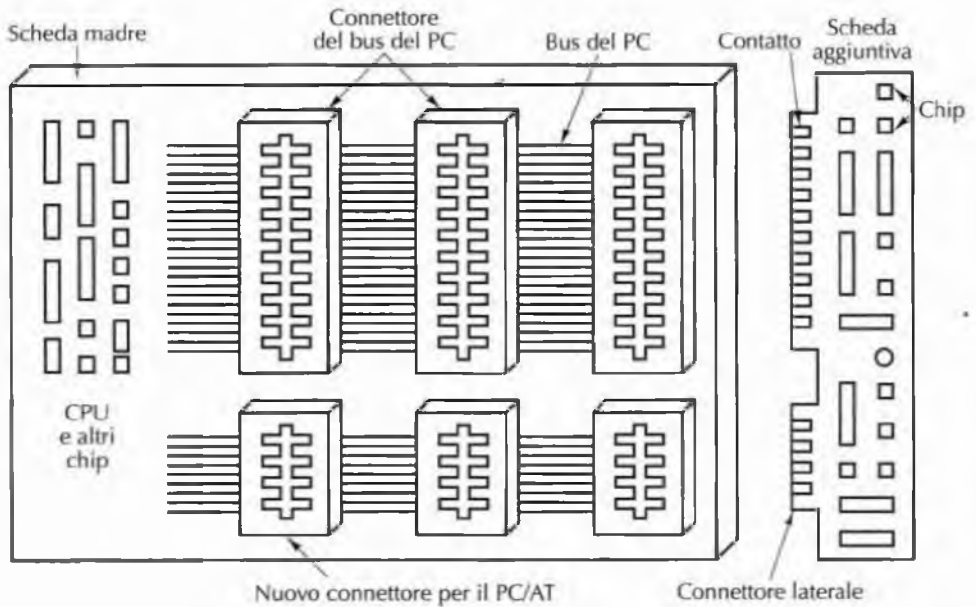 Scheda madre
Connettore
del bus del PC
Bus del PC
Contatto
Scheda
aggiuntiva
Chip
CPU
e altri
chip
Nuovo connettore per il PC/AT
Connettore laterale